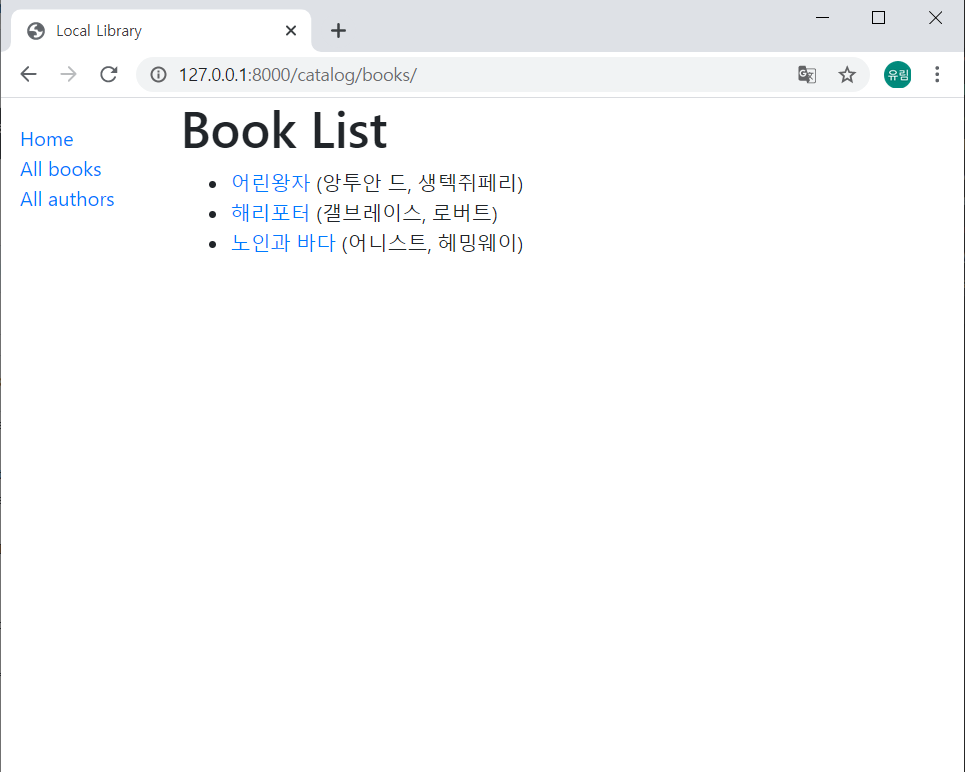 Local Library
127.0.0.1:8000/catalog/books/
유림
Home
All books
All authors
Book List
어린왕자 (앙투안 드, 생텍쥐페리)
해리포터 (갤브레이스, 로버트)
노인과 바다 (어니스트, 헤밍웨이)